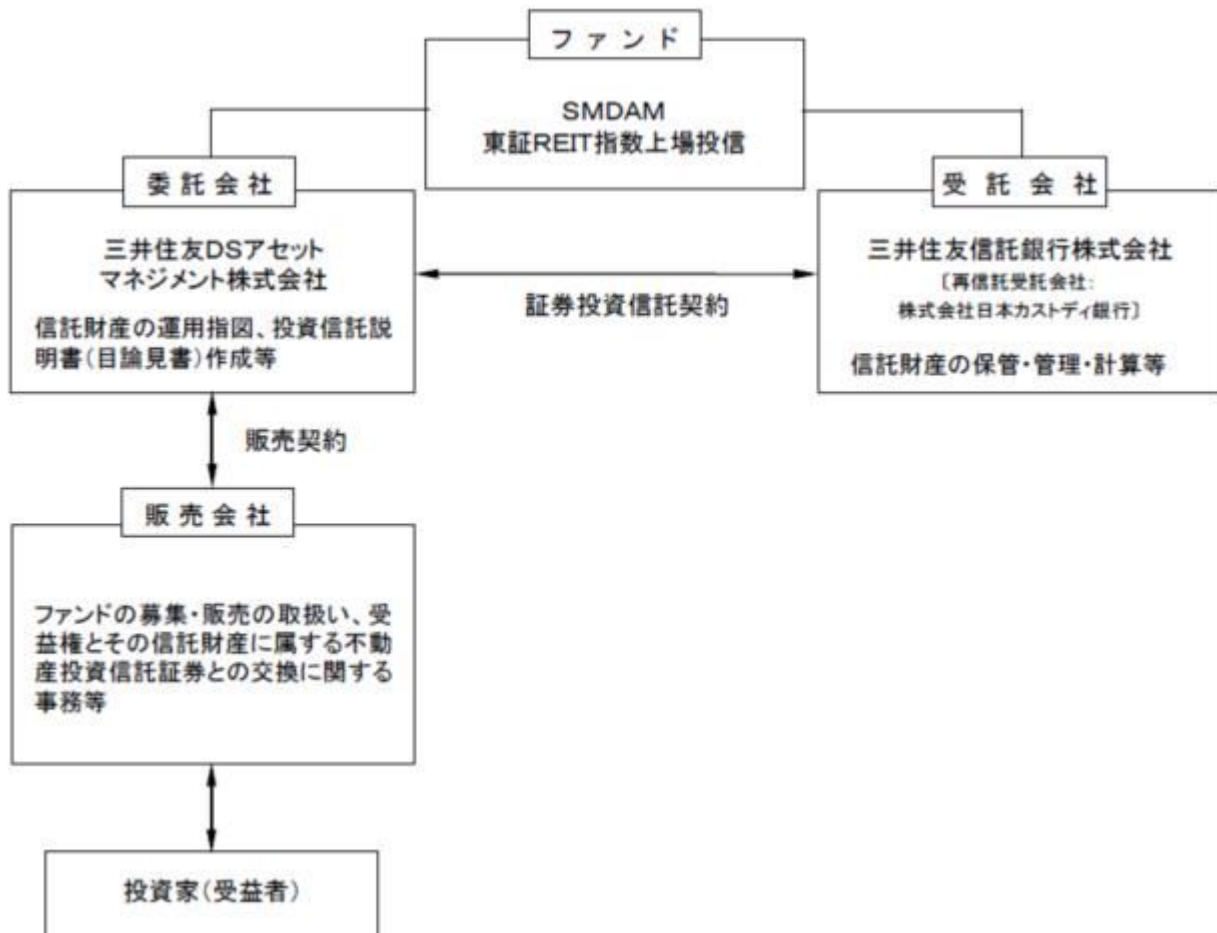 ファンド
SMDAM
東証REIT指数上場投信
委託会社
三井住友DSアセット
マネジメント株式会社
信託財産の運用指図、投資信託説
明書(目論見書)作成等
証券投資信託契約
受託会社
三井住友信託銀行株式会社
〔再信託受託会社:
株式会社日本カストディ銀行〕
信託財産の保管・管理・計算等
販売契約
販売会社
ファンドの募集・販売の取扱い、受
益権とその信託財産に属する不動
産投資信託証券との交換に関する
事務等
投資家(受益者)